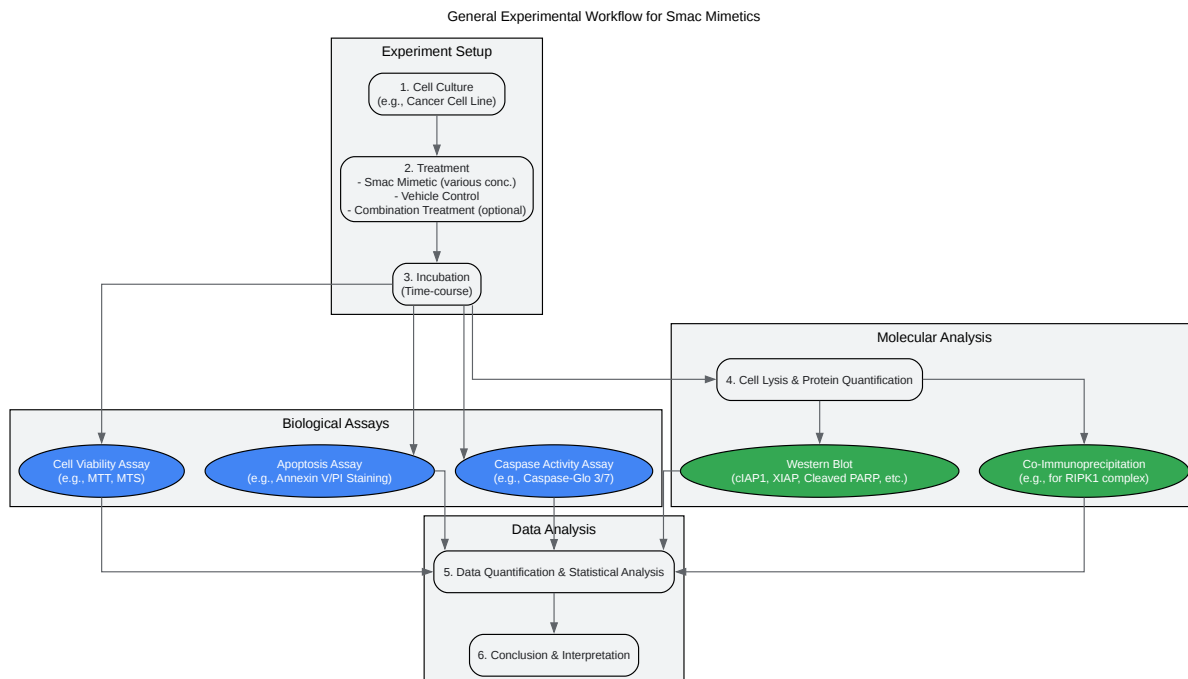 General Experimental Workflow for Smac Mimetics
Experiment Setup
1. Cell Culture
(e.g., Cancer Cell Line)
2. Treatment
- Smac Mimetic (various conc.)
- Vehicle Control
- Combination Treatment (optional)
3. Incubation
(Time-course)
Molecular Analysis
4. Cell Lysis & Protein Quantification
Biological Assays
Cell Viability Assay
(e.g., MTT, MTS)
Apoptosis Assay
(e.g., Annexin V/PI Staining)
Caspase Activity Assay
(e.g., Caspase-Glo 3/7)
Western Blot
(cIAP1, XIAP, Cleaved PARP, etc.)
Co-Immunoprecipitation
(e.g., for RIPK1 complex)
Data Analysis
5. Data Quantification & Statistical Analysis
6. Conclusion & Interpretation